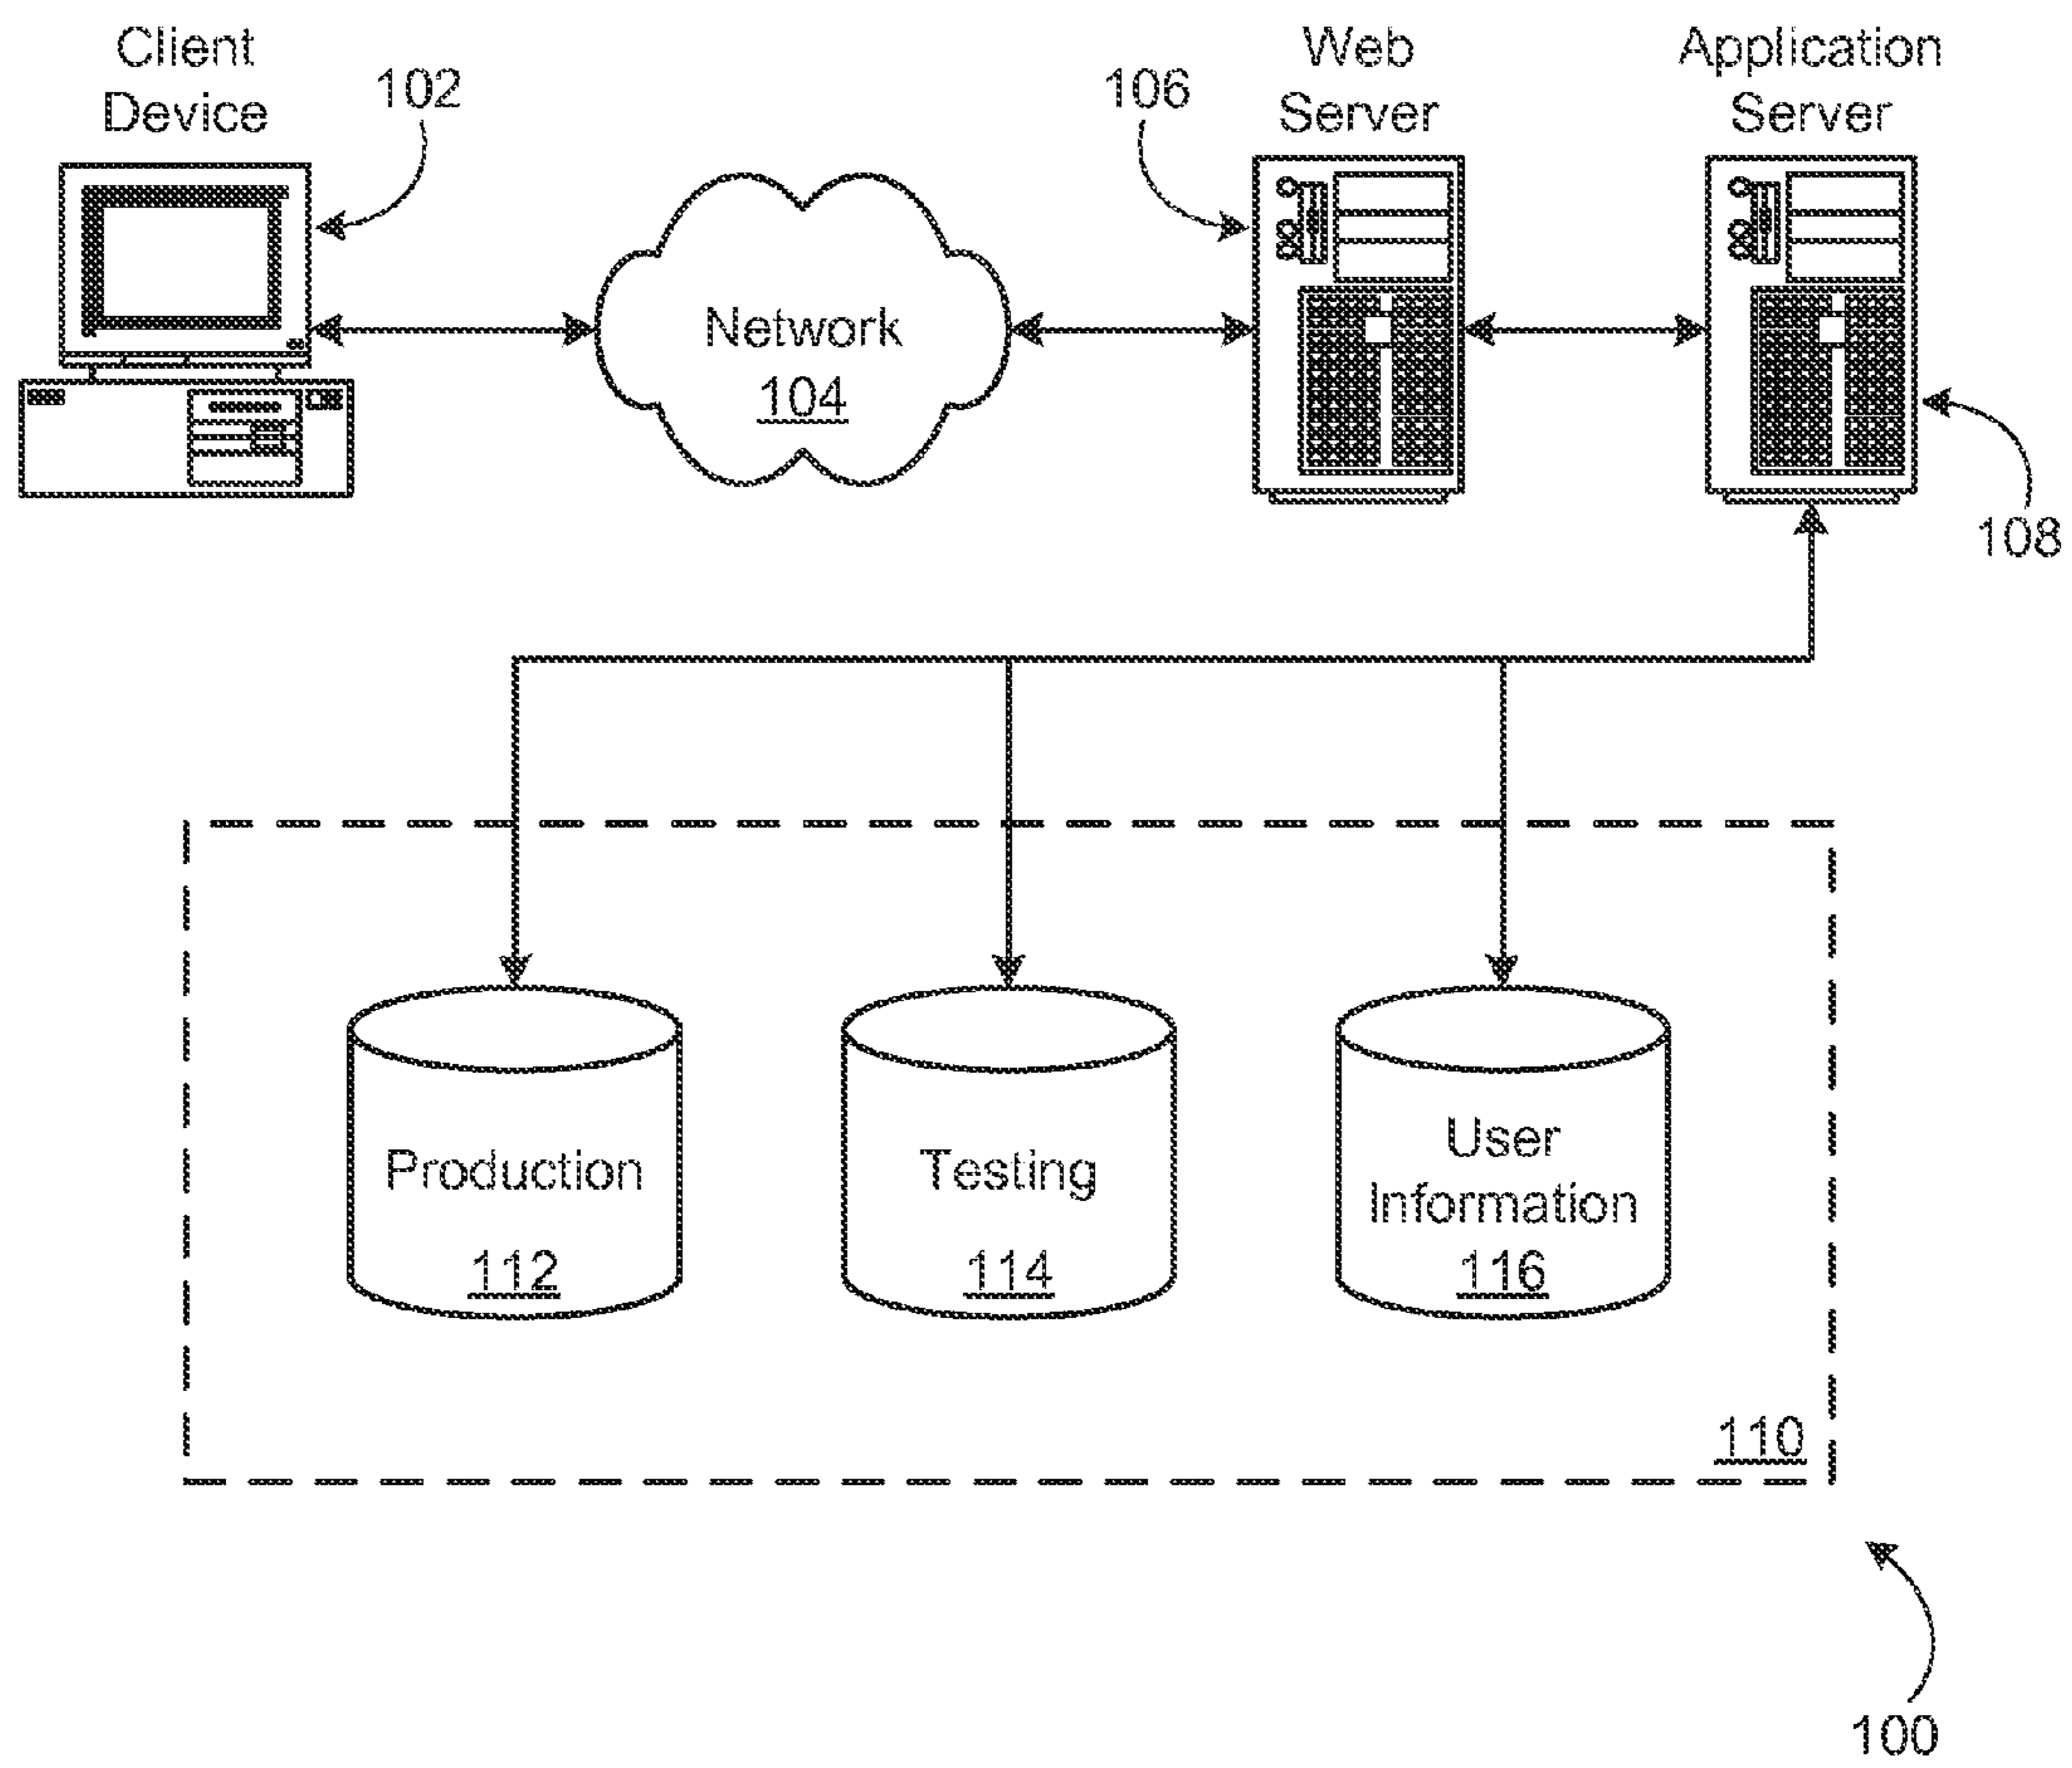 Client
Device
102
106
Web
Server
Application
Server
Network
104
108
Production
112
Testing
114
User
Information
116
110
100